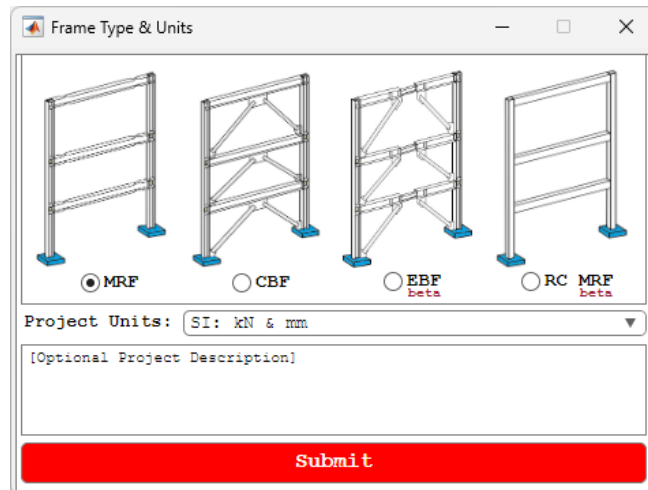 Frame Type & Units
MRF
CBF
EBF
beta
RC MRF
beta
Project Units:
SI: kN & mm
[Optional Project Description]
Submit